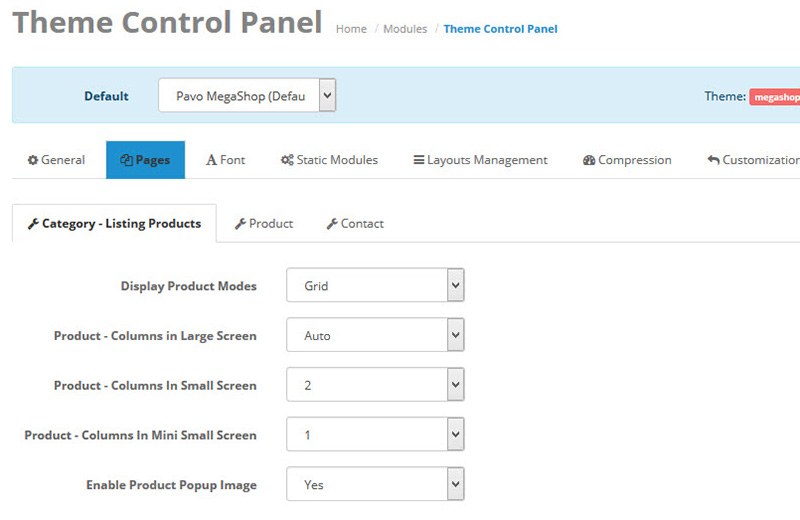 Theme Control Panel Home / Modules / Theme Control Panel
Default Pavo MegaShop (Defau Theme: megashop
General Pages Font Static Modules Layouts Management Compression Customization
Category - Listing Products Product Contact
Display Product Modes Grid
Product - Columns in Large Screen Auto
Product - Columns In Small Screen 2
Product - Columns In Mini Small Screen 1
Enable Product Popup Image Yes